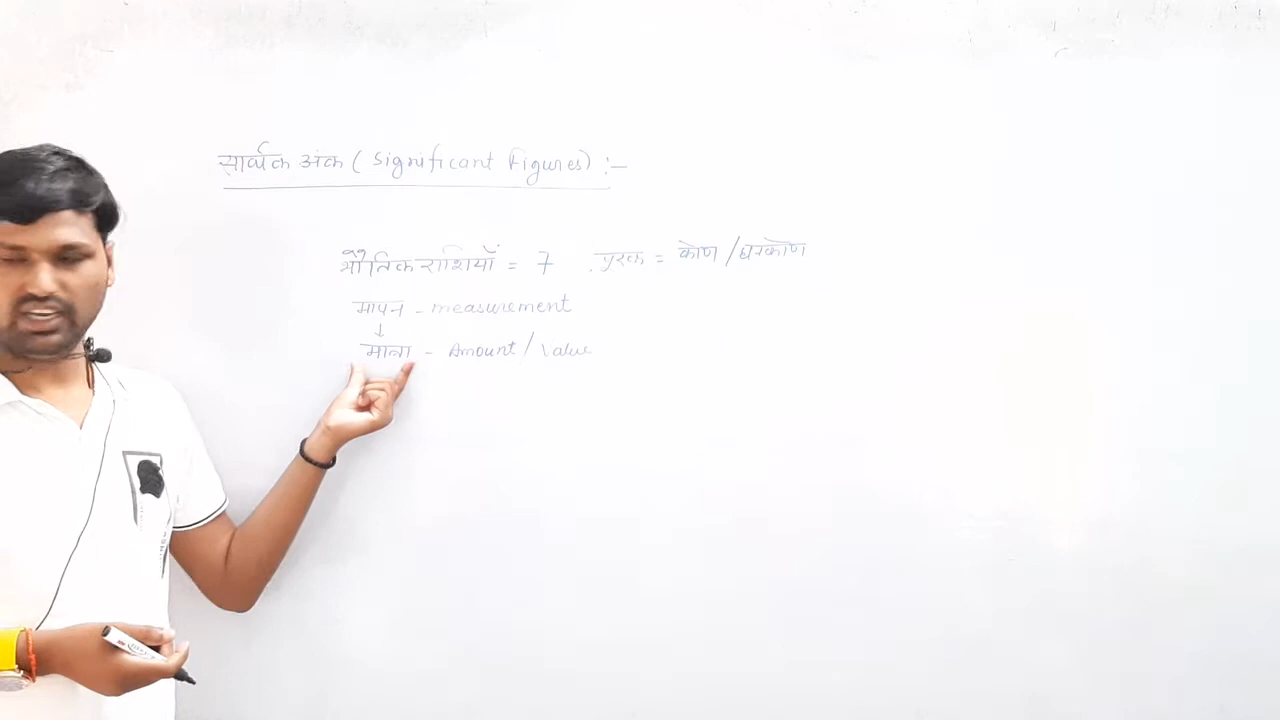 सार्थक अंक ( Significant Figures) :-
भौतिक राशियाँ = 7 . पूरक = कोण / घनकोण
मापन - measurement
↓
मात्रा - Amount / Value